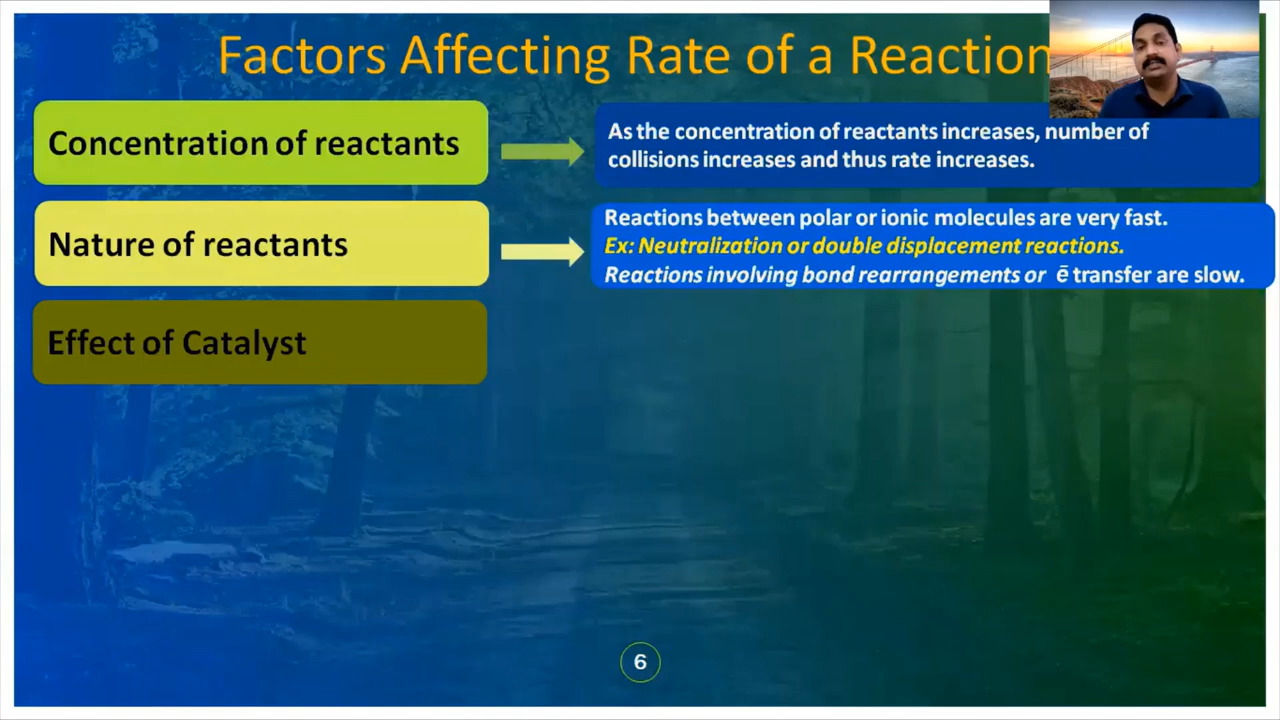 Factors Affecting Rate of a Reaction
Concentration of reactants
As the concentration of reactants increases, number of
collisions increases and thus rate increases.
Nature of reactants
Reactions between polar or ionic molecules are very fast.
Ex: Neutralization or double displacement reactions.
Reactions involving bond rearrangements or ē transfer are slow.
Effect of Catalyst
6